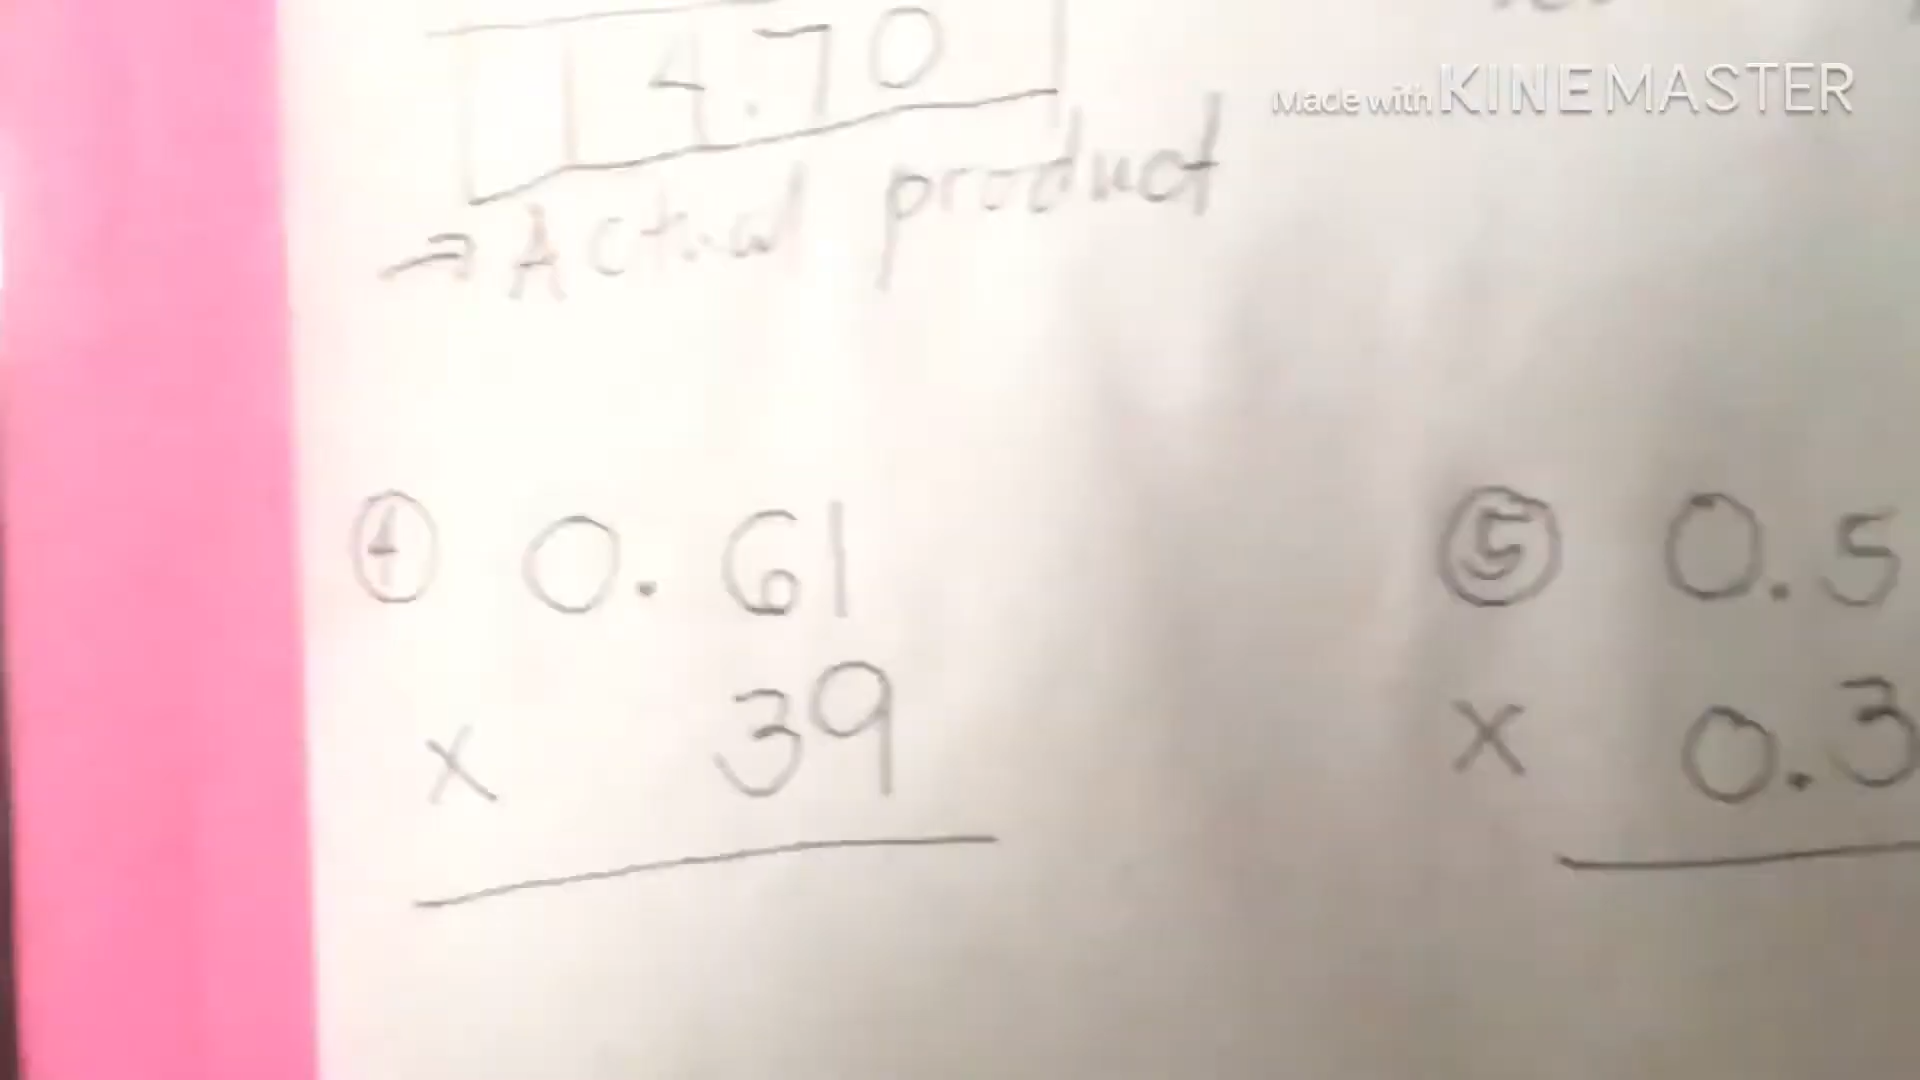 14.70
Made with KINEMASTER
⇒ Actual product
④ 0.61
x 39
⑤ 0.5
x 0.3